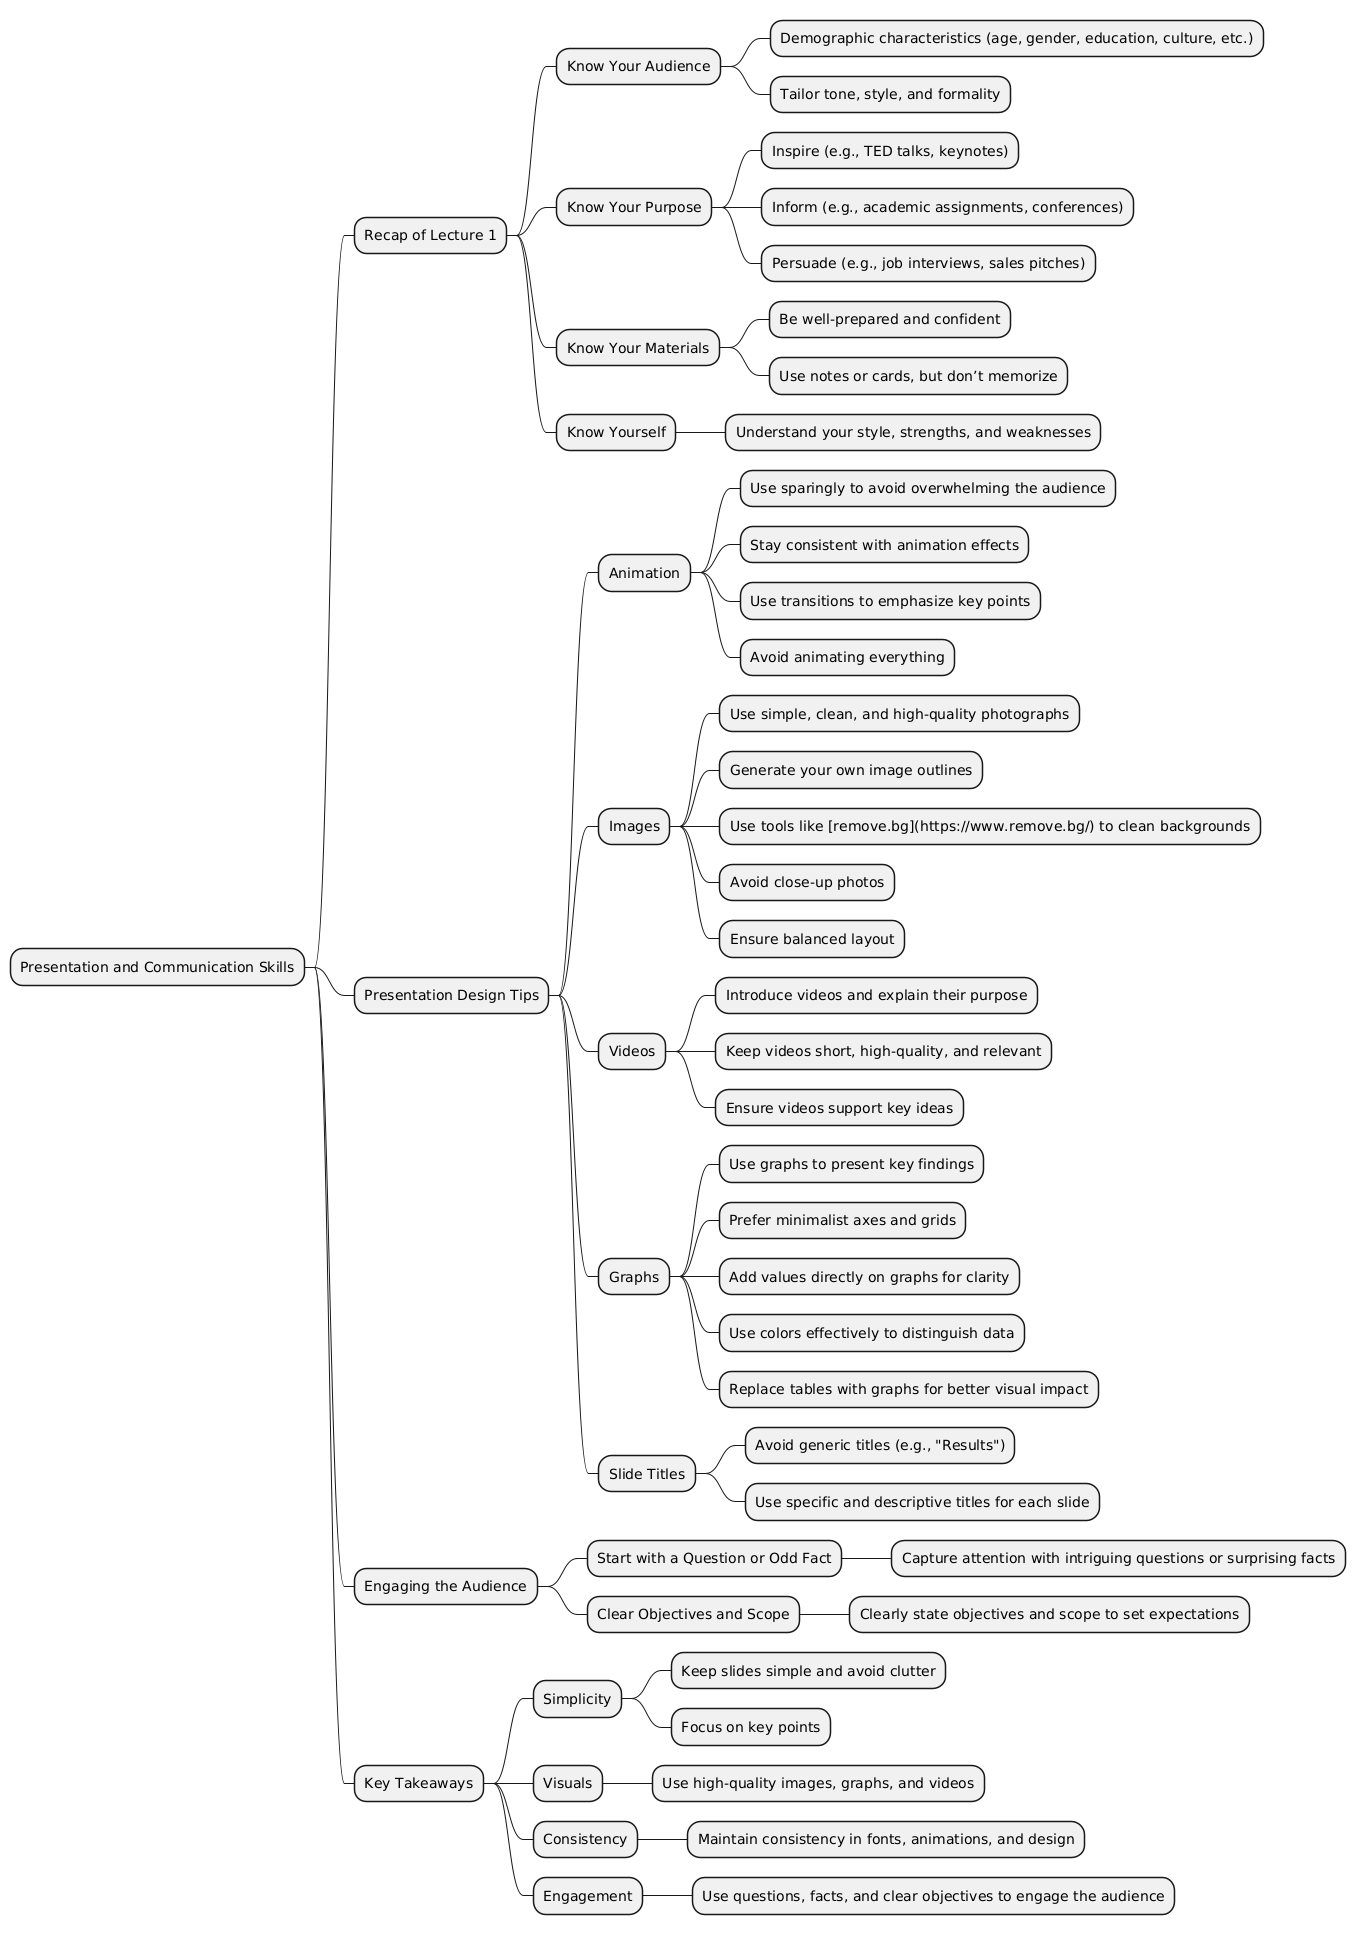 Presentation and Communication Skills
Recap of Lecture 1
Know Your Audience
Demographic characteristics (age, gender, education, culture, etc.)
Tailor tone, style, and formality
Know Your Purpose
Inspire (e.g., TED talks, keynotes)
Inform (e.g., academic assignments, conferences)
Persuade (e.g., job interviews, sales pitches)
Know Your Materials
Be well-prepared and confident
Use notes or cards, but don’t memorize
Know Yourself
Understand your style, strengths, and weaknesses
Presentation Design Tips
Animation
Use sparingly to avoid overwhelming the audience
Stay consistent with animation effects
Use transitions to emphasize key points
Avoid animating everything
Images
Use simple, clean, and high-quality photographs
Generate your own image outlines
Use tools like [remove.bg](https://www.remove.bg/) to clean backgrounds
Avoid close-up photos
Ensure balanced layout
Videos
Introduce videos and explain their purpose
Keep videos short, high-quality, and relevant
Ensure videos support key ideas
Graphs
Use graphs to present key findings
Prefer minimalist axes and grids
Add values directly on graphs for clarity
Use colors effectively to distinguish data
Replace tables with graphs for better visual impact
Slide Titles
Avoid generic titles (e.g., "Results")
Use specific and descriptive titles for each slide
Engaging the Audience
Start with a Question or Odd Fact
Capture attention with intriguing questions or surprising facts
Clear Objectives and Scope
Clearly state objectives and scope to set expectations
Key Takeaways
Simplicity
Keep slides simple and avoid clutter
Focus on key points
Visuals
Use high-quality images, graphs, and videos
Consistency
Maintain consistency in fonts, animations, and design
Engagement
Use questions, facts, and clear objectives to engage the audience